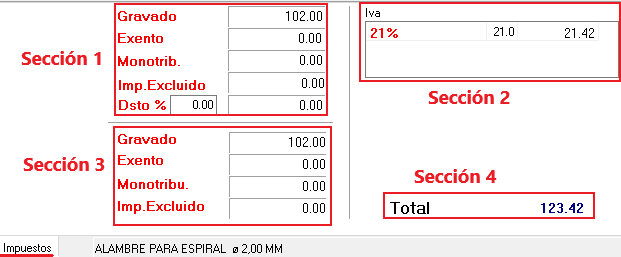 Sección 1
Gravado 102.00
Exento 0.00
Monotrib. 0.00
Imp.Excluido 0.00
Dsto % 0.00 0.00
Iva
21% 21.0 21.42
Sección 2
Sección 3
Gravado 102.00
Exento 0.00
Monotribu. 0.00
Imp.Excluido 0.00
Sección 4
Total 123.42
Impuestos ALAMBRE PARA ESPIRAL ø 2,00 MM